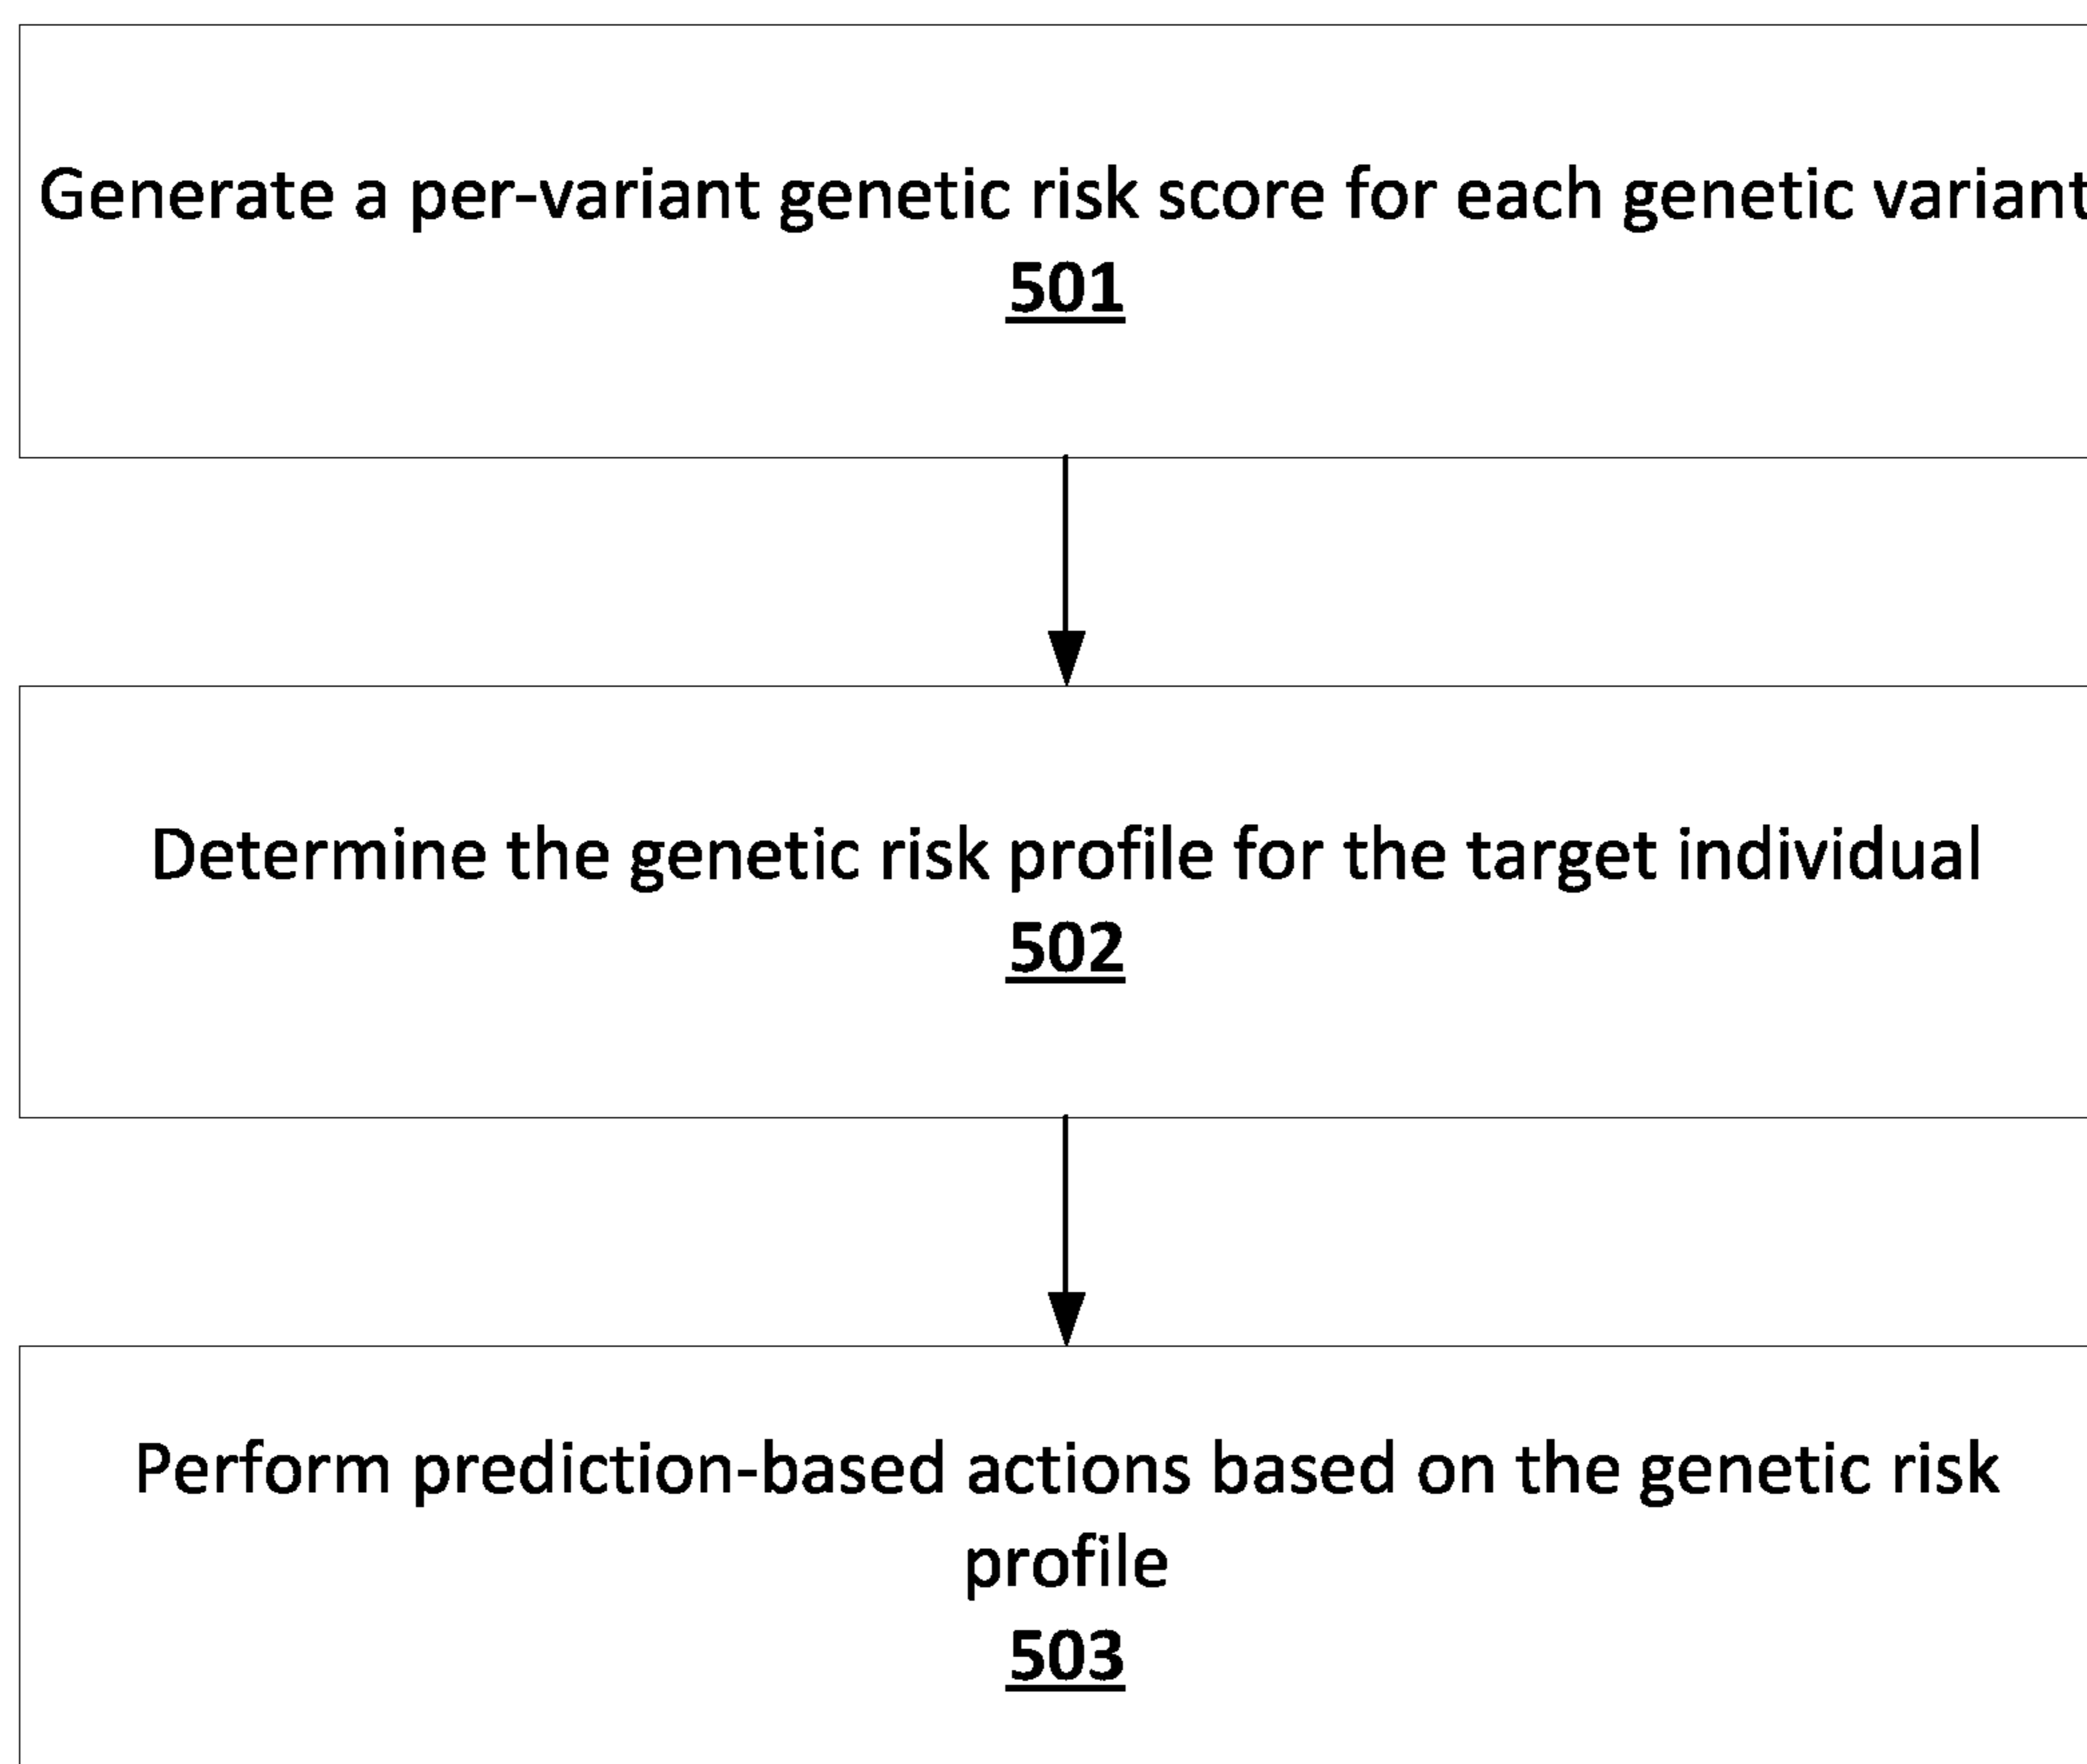 Generate a per-variant genetic risk score for each genetic variant
501
Determine the genetic risk profile for the target individual
502
Perform prediction-based actions based on the genetic risk
profile
503